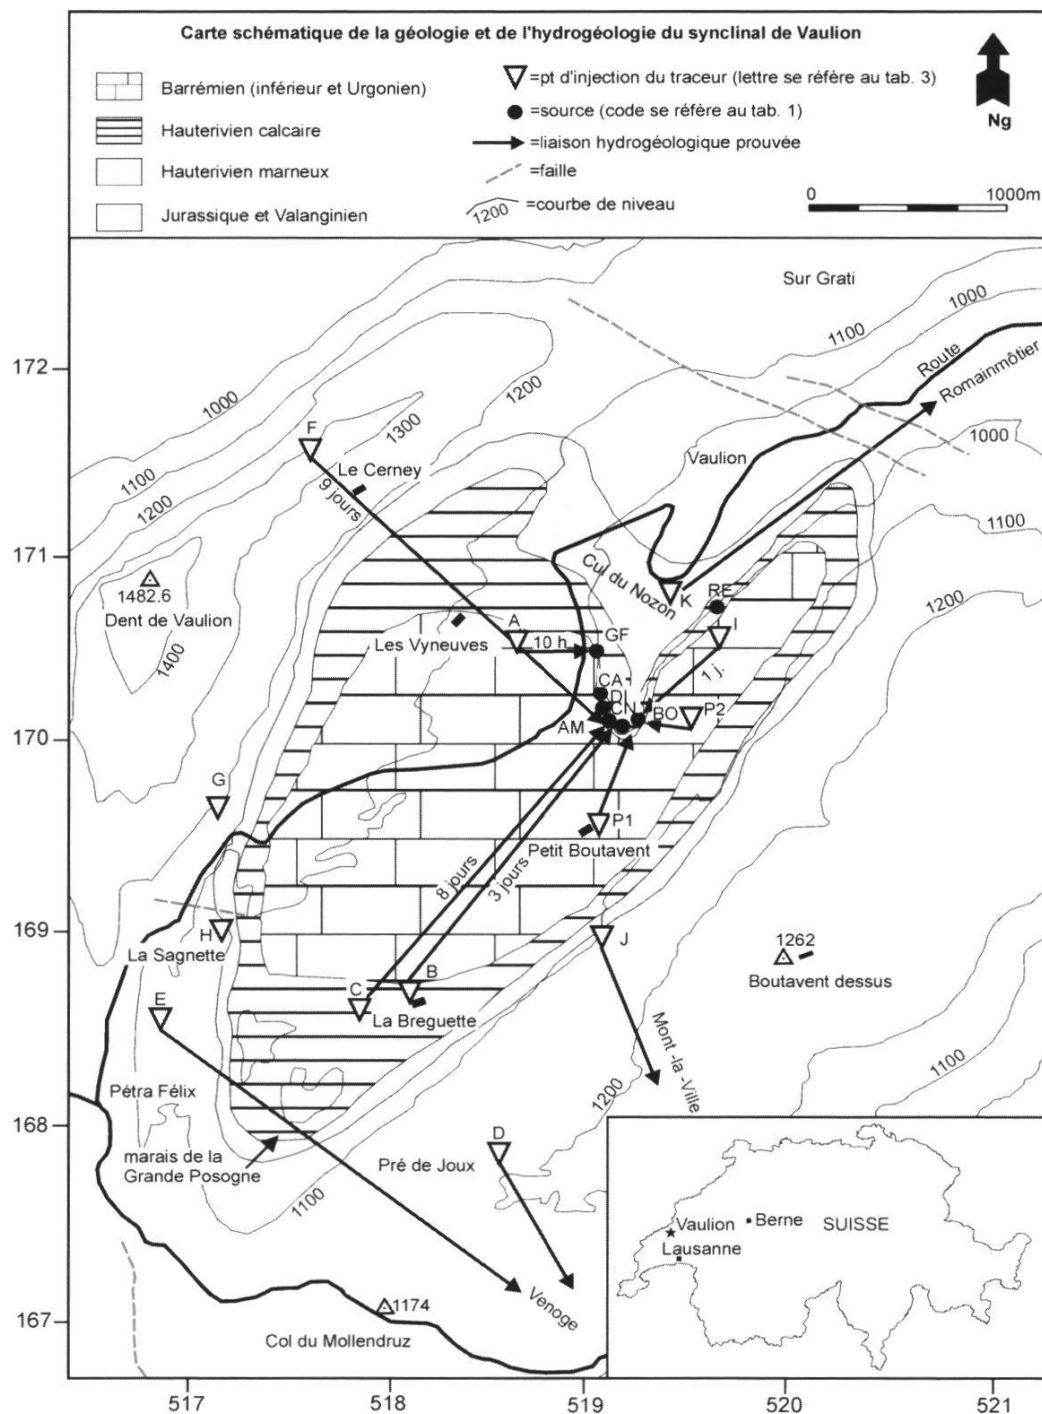 Carte schématique de la géologie et de l'hydrogéologie du synclinal de Vaulion
Barrémien (inférieur et Urgonien)
Hauterivien calcaire
Hauterivien marneux
Jurassique et Valanginien
=pt d'injection du traceur (lettre se réfère au tab. 3)
=source (code se réfère au tab. 1)
=liaison hydrogéologique prouvée
=faille
1200
=courbe de niveau
Ng
0
1000m
Sur Grati
1000
1100
Route
Romainmôtier
172
1000
1200
F
1300
Le Cerney
9 jours
Vaulion
1000
1100
1200
1100
171
1482.6
Dent de Vaulion
1400
Cul du Nozon
K
RE
1200
Les Vyneuves
A
10 h
GF
I
1 j.
CA
DI
CN
AM
BO
P2
170
G
P1
Petit Boutavent
8 jours
3 jours
169
H
La Sagnette
J
1262
Boutavent dessus
E
C
B
La Breguette
Mont-la-Ville
1200
1100
Pétra Félix
168
marais de la
Grande Posogne
D
Pré de Joux
1100
Venoge
167
1174
Col du Mollendruz
Vaulion
Berne
SUISSE
Lausanne
517
518
519
520
521